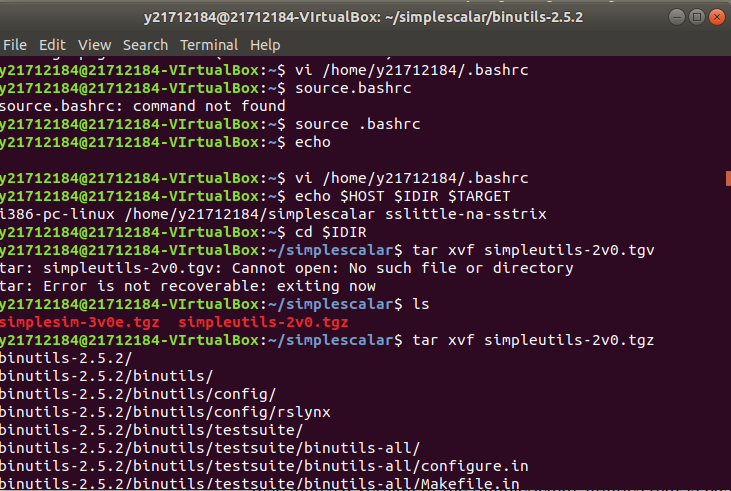 y21712184@21712184-VIrtualBox: ~/simplescalar/binutils-2.5.2
File Edit View Search Terminal Help
y21712184@21712184-VIrtualBox:~$ vi /home/y21712184/.bashrc
y21712184@21712184-VIrtualBox:~$ source.bashrc
source.bashrc: command not found
y21712184@21712184-VIrtualBox:~$ source .bashrc
y21712184@21712184-VIrtualBox:~$ echo
y21712184@21712184-VIrtualBox:~$ vi /home/y21712184/.bashrc
y21712184@21712184-VIrtualBox:~$ echo $HOST $IDIR $TARGET
i386-pc-linux /home/y21712184/simplescalar sslittle-na-sstrix
y21712184@21712184-VIrtualBox:~$ cd $IDIR
y21712184@21712184-VIrtualBox:~/simplescalar$ tar xvf simpleutils-2v0.tgv
tar: simpleutils-2v0.tgv: Cannot open: No such file or directory
tar: Error is not recoverable: exiting now
y21712184@21712184-VIrtualBox:~/simplescalar$ ls
simplesim-3v0e.tgz simpleutils-2v0.tgz
y21712184@21712184-VIrtualBox:~/simplescalar$ tar xvf simpleutils-2v0.tgz
binutils-2.5.2/
binutils-2.5.2/binutils/
binutils-2.5.2/binutils/config/
binutils-2.5.2/binutils/config/rslynx
binutils-2.5.2/binutils/testsuite/
binutils-2.5.2/binutils/testsuite/binutils-all/
binutils-2.5.2/binutils/testsuite/binutils-all/configure.in
binutils-2.5.2/binutils/testsuite/binutils-all/Makefile.in